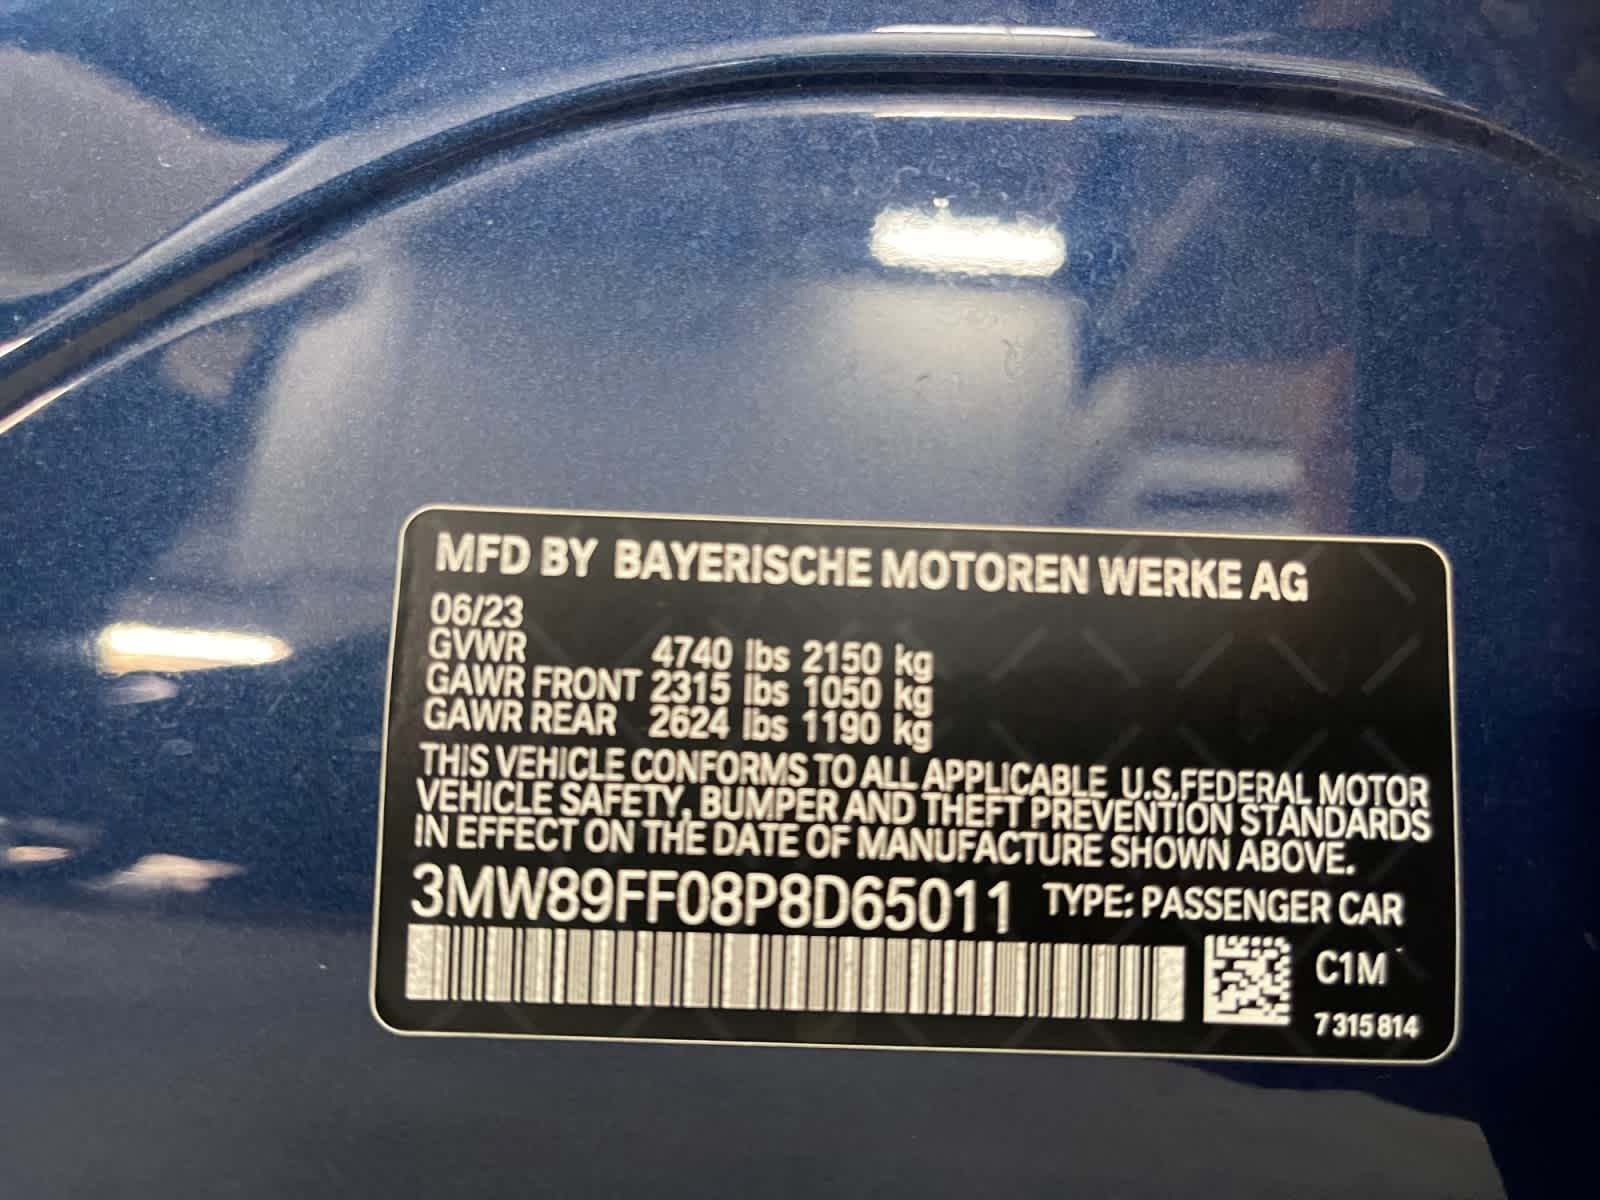 MFD BY BAYERISCHE MOTOREN WERKE AG
06/23
GVWR 4740 lbs 2150 kg
GAWR FRONT 2315 lbs 1050 kg
GAWR REAR 2624 lbs 1190 kg
THIS VEHICLE CONFORMS TO ALL APPLICABLE U.S.FEDERAL MOTOR
VEHICLE SAFETY, BUMPER AND THEFT PREVENTION STANDARDS
IN EFFECT ON THE DATE OF MANUFACTURE SHOWN ABOVE.
3MW89FF08P8D65011 TYPE: PASSENGER CAR
C1M
7 315 814